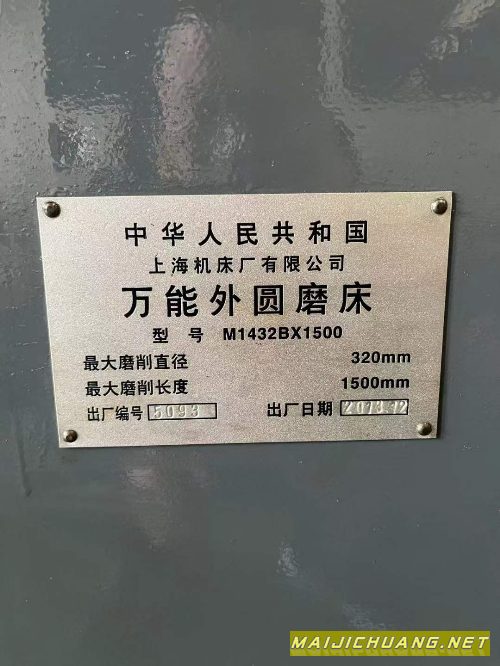 中华人民共和国
上海机床厂有限公司
万能外圆磨床
型 号 M1432BX1500
最大磨削直径 320mm
最大磨削长度 1500mm
出厂编号 5093 出厂日期 2013.12
MAIJICHUANG.NET